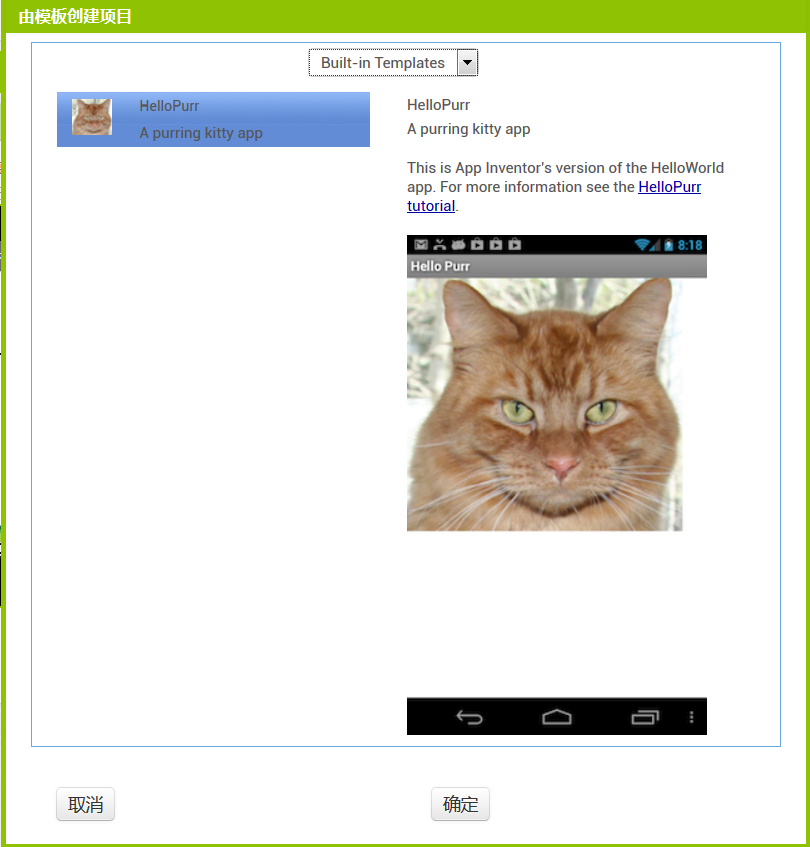 由模板创建项目
Built-in Templates
HelloPurr
A purring kitty app
HelloPurr
A purring kitty app
This is App Inventor's version of the HelloWorld
app. For more information see the HelloPurr
tutorial.
8:18
Hello Purr
取消
确定